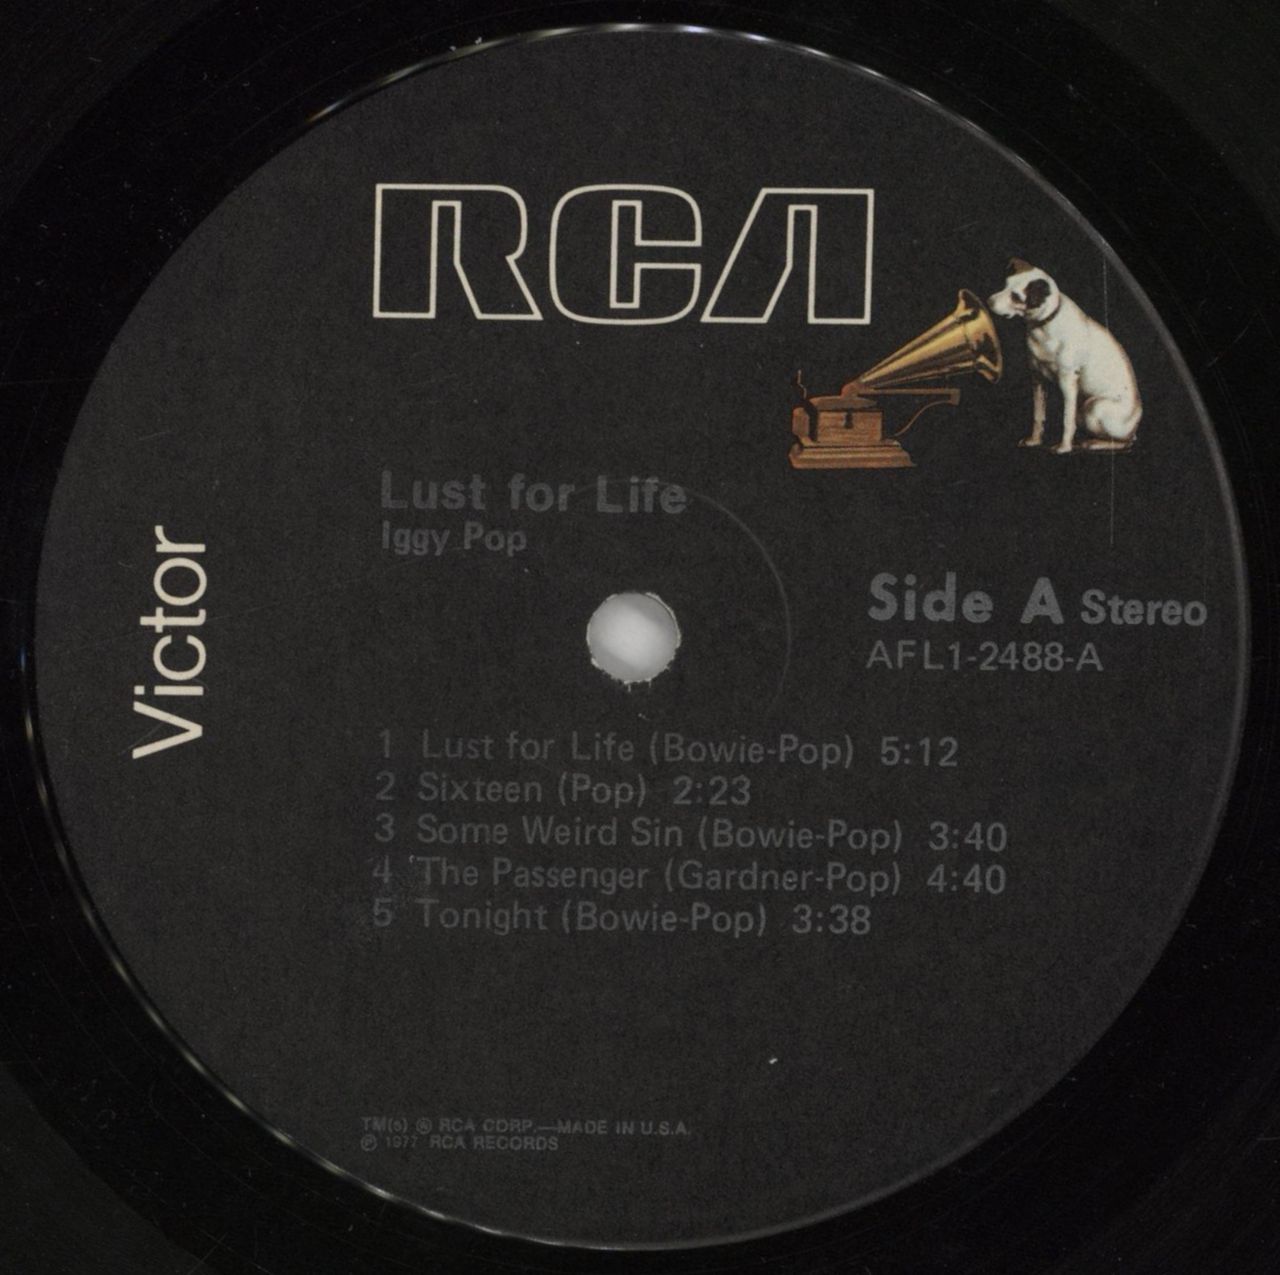 RCA
Victor
Lust for Life
Iggy Pop
Side A Stereo
AFL1-2488-A
1 Lust for Life (Bowie-Pop) 5:12
2 Sixteen (Pop) 2:23
3 Some Weird Sin (Bowie-Pop) 3:40
4 The Passenger (Gardner-Pop) 4:40
5 Tonight (Bowie-Pop) 3:38
TM(s) ® RCA CORP.—MADE IN U.S.A.
℗ 1977 RCA RECORDS